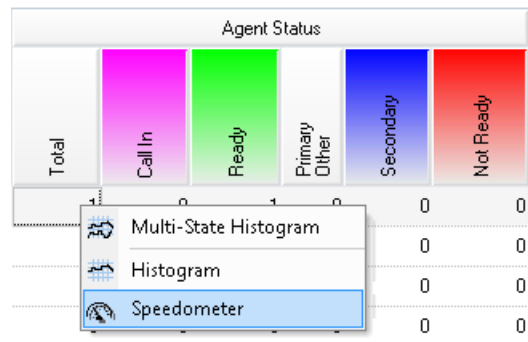 Agent Status
Total Call In Ready Primary Other Secondary Not Ready
1 0 1 0 0 0
Multi-State Histogram 0 0
Histogram 0 0
Speedometer 0 0